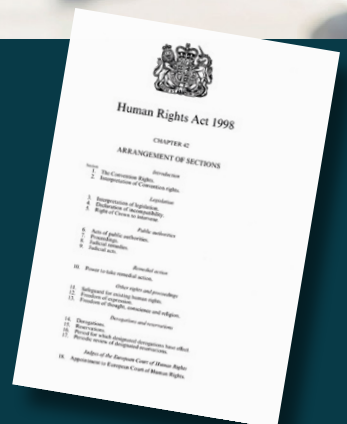 Human Rights Act 1998
CHAPTER 42
ARRANGEMENT OF SECTIONS
Introduction
Section
1. The Convention Rights.
2. Interpretation of Convention rights.
Legislation
3. Interpretation of legislation.
4. Declaration of incompatibility.
5. Right of Crown to intervene.
Public authorities
6. Acts of public authorities.
7. Proceedings.
8. Judicial remedies.
9. Judicial acts.
Remedial action
10. Power to take remedial action.
Other rights and proceedings
11. Safeguard for existing human rights.
12. Freedom of expression.
13. Freedom of thought, conscience and religion.
Derogations and reservations
14. Derogations.
15. Reservations.
16. Period for which designated derogations have effect.
17. Periodic review of designated reservations.
Judges of the European Court of Human Rights
18. Appointment to European Court of Human Rights.